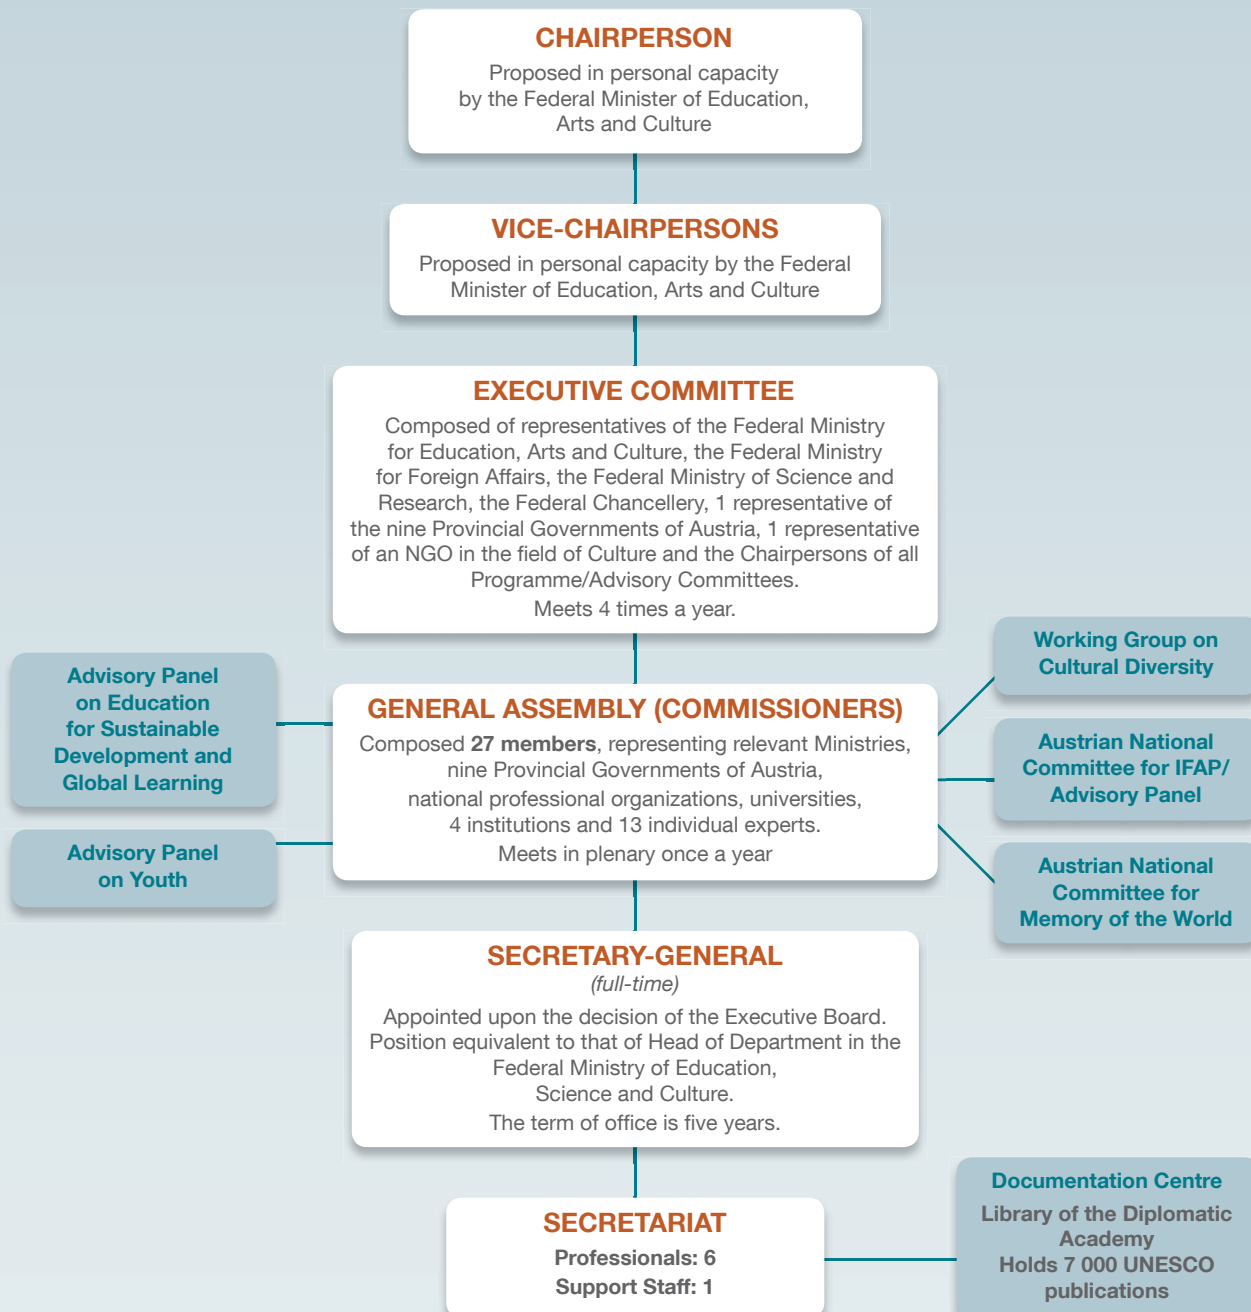 CHAIRPERSON
Proposed in personal capacity
by the Federal Minister of Education,
Arts and Culture
VICE-CHAIRPERSONS
Proposed in personal capacity by the Federal
Minister of Education, Arts and Culture
EXECUTIVE COMMITTEE
Composed of representatives of the Federal Ministry
for Education, Arts and Culture, the Federal Ministry
for Foreign Affairs, the Federal Ministry of Science and
Research, the Federal Chancellery, 1 representative of
the nine Provincial Governments of Austria, 1 representative
of an NGO in the field of Culture and the Chairpersons of all
Programme/Advisory Committees.
Meets 4 times a year.
Advisory Panel
on Education
for Sustainable
Development and
Global Learning
Advisory Panel
on Youth
GENERAL ASSEMBLY (COMMISSIONERS)
Composed 27 members, representing relevant Ministries,
nine Provincial Governments of Austria,
national professional organizations, universities,
4 institutions and 13 individual experts.
Meets in plenary once a year
Working Group on
Cultural Diversity
Austrian National
Committee for IFAP/
Advisory Panel
Austrian National
Committee for
Memory of the World
SECRETARY-GENERAL
(full-time)
Appointed upon the decision of the Executive Board.
Position equivalent to that of Head of Department in the
Federal Ministry of Education,
Science and Culture.
The term of office is five years.
SECRETARIAT
Professionals: 6
Support Staff: 1
Documentation Centre
Library of the Diplomatic
Academy
Holds 7 000 UNESCO
publications